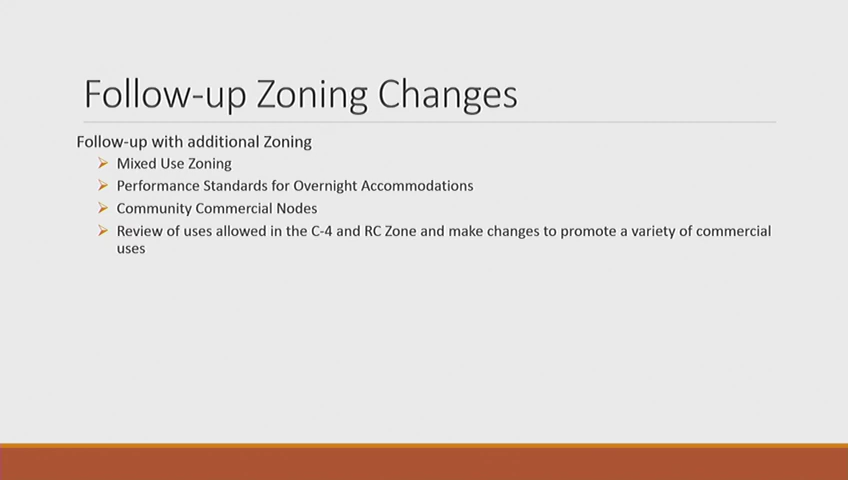 Follow-up Zoning Changes
Follow-up with additional Zoning
Mixed Use Zoning
Performance Standards for Overnight Accommodations
Community Commercial Nodes
Review of uses allowed in the C-4 and RC Zone and make changes to promote a variety of commercial
uses